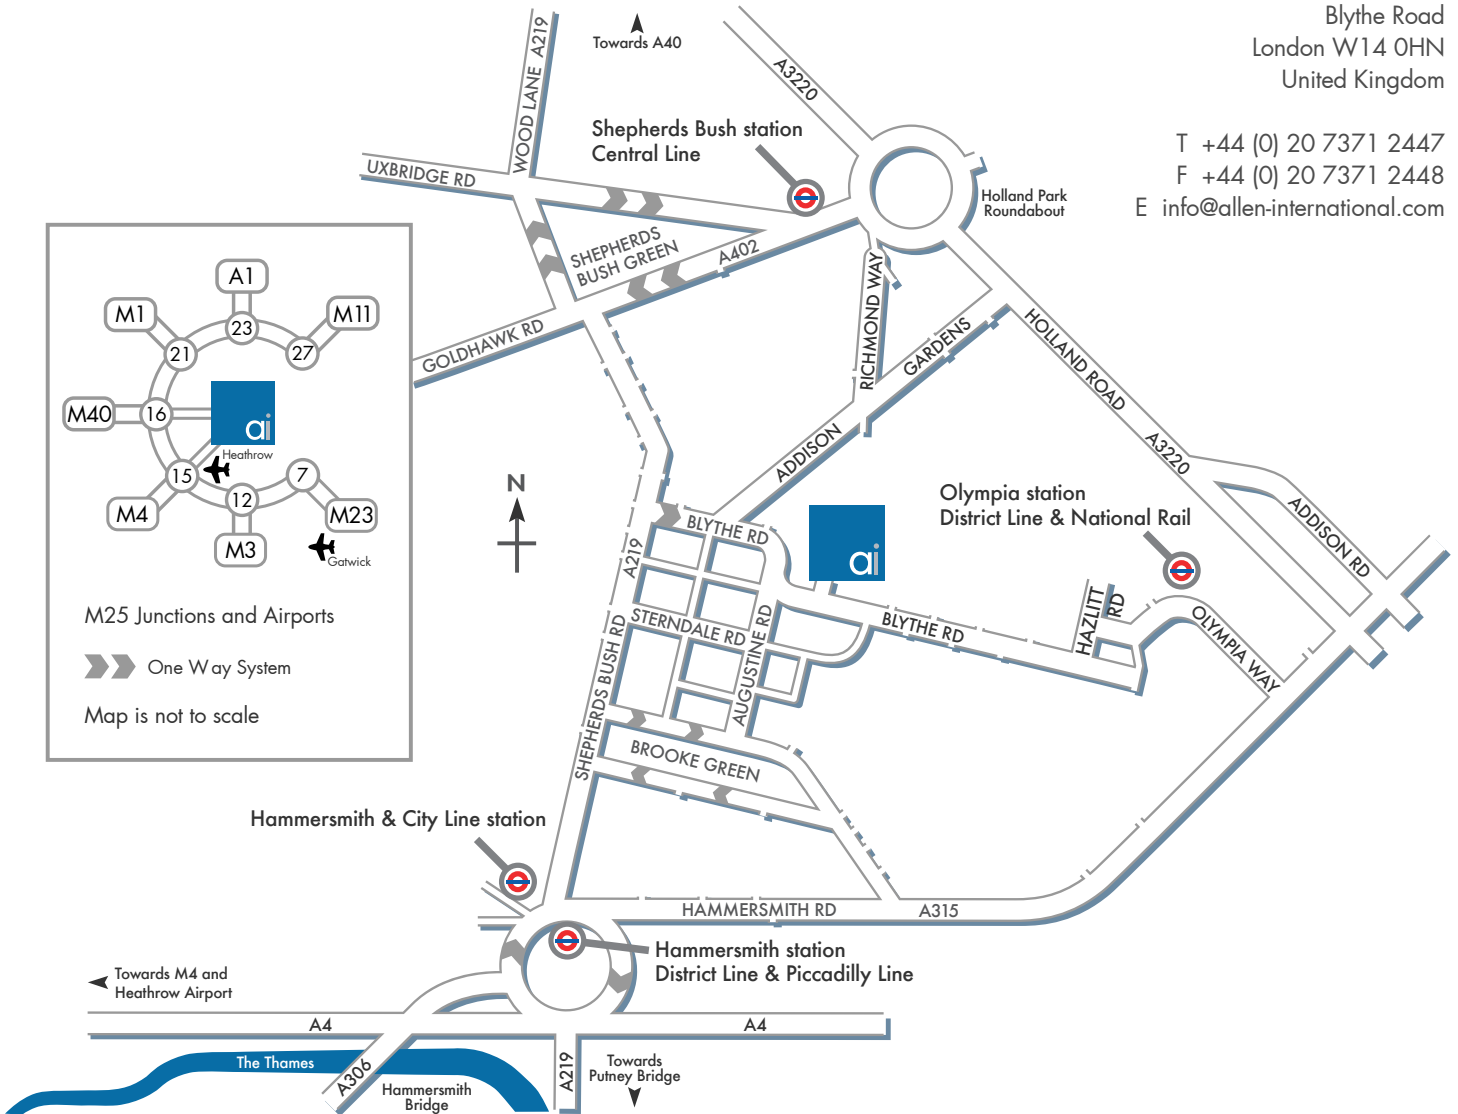 Blythe Road
London W14 0HN
United Kingdom
T +44 (0) 20 7371 2447
F +44 (0) 20 7371 2448
E info@allen-international.com
Towards A40
WOOD LANE A219
A3220
Shepherds Bush station
Central Line
UXBRIDGE RD
Holland Park
Roundabout
SHEPHERDS
BUSH GREEN
A402
GOLDHAWK RD
RICHMOND WAY
ADDISON GARDENS
HOLLAND ROAD
A3220
ADDISON RD
A1
M1
M11
23
21
27
M40
16
ai
Heathrow
15
7
12
M4
M23
M3
Gatwick
M25 Junctions and Airports
One Way System
Map is not to scale
N
Olympia station
District Line & National Rail
BLYTHE RD
ai
A219
STERNDALE RD
AUGUSTINE RD
BLYTHE RD
HAZLITT
RD
OLYMPIA WAY
SHEPHERDS BUSH RD
BROOKE GREEN
Hammersmith & City Line station
HAMMERSMITH RD
A315
Hammersmith station
District Line & Piccadilly Line
Towards M4 and
Heathrow Airport
A4
A4
The Thames
A306
Hammersmith
Bridge
A219
Towards
Putney Bridge